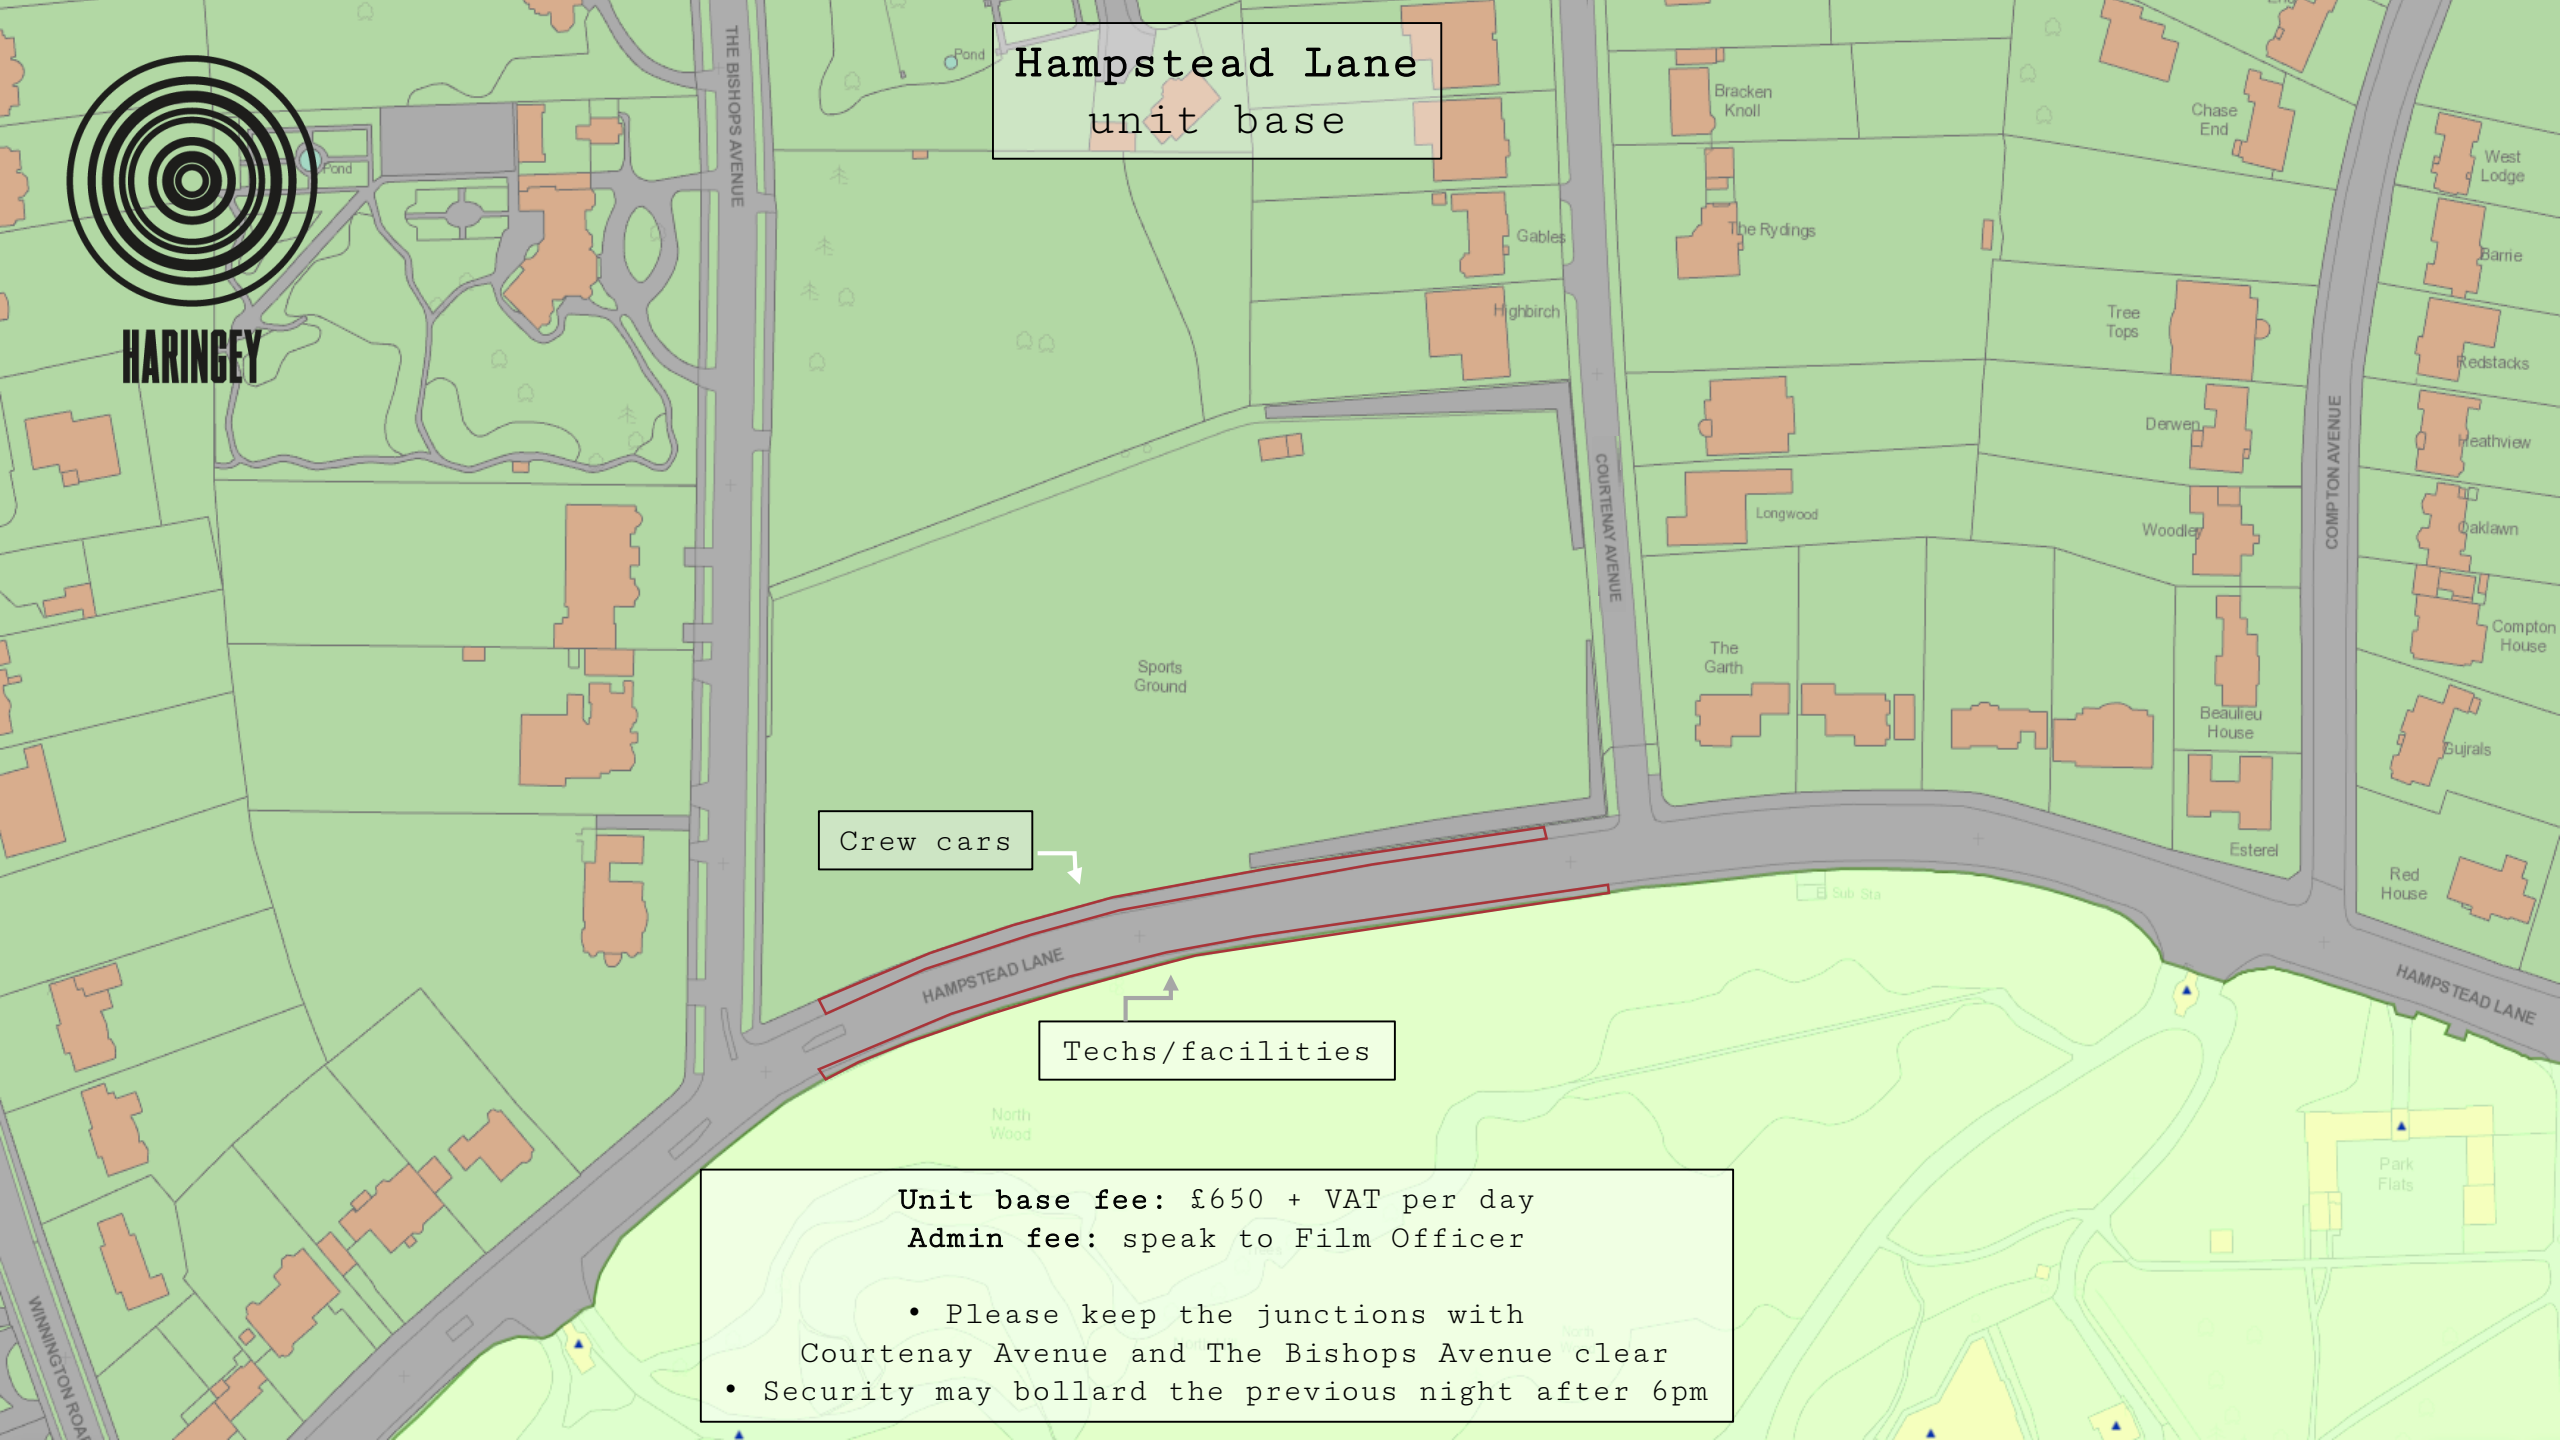 Hampstead Lane
unit base
HARINGEY
THE BISHOPS AVENUE
Pond
Pond
Bracken
Knoll
Chase
End
West
Lodge
The Rydings
Gables
Barrie
Highbirch
Tree
Tops
Redstacks
Derwen
Heathview
COURTENAY AVENUE
COMPTON AVENUE
Longwood
Woodley
Oaklawn
The
Garth
Compton
House
Sports
Ground
Beaulieu
House
Gujrals
Crew cars
Esterel
Red
House
El Sub Sta
HAMPSTEAD LANE
HAMPSTEAD LANE
Techs/facilities
North
Wood
Park
Flats
Unit base fee: £650 + VAT per day
Admin fee: speak to Film Officer
• Please keep the junctions with
Courtenay Avenue and The Bishops Avenue clear
• Security may bollard the previous night after 6pm
WINNINGTON ROAD